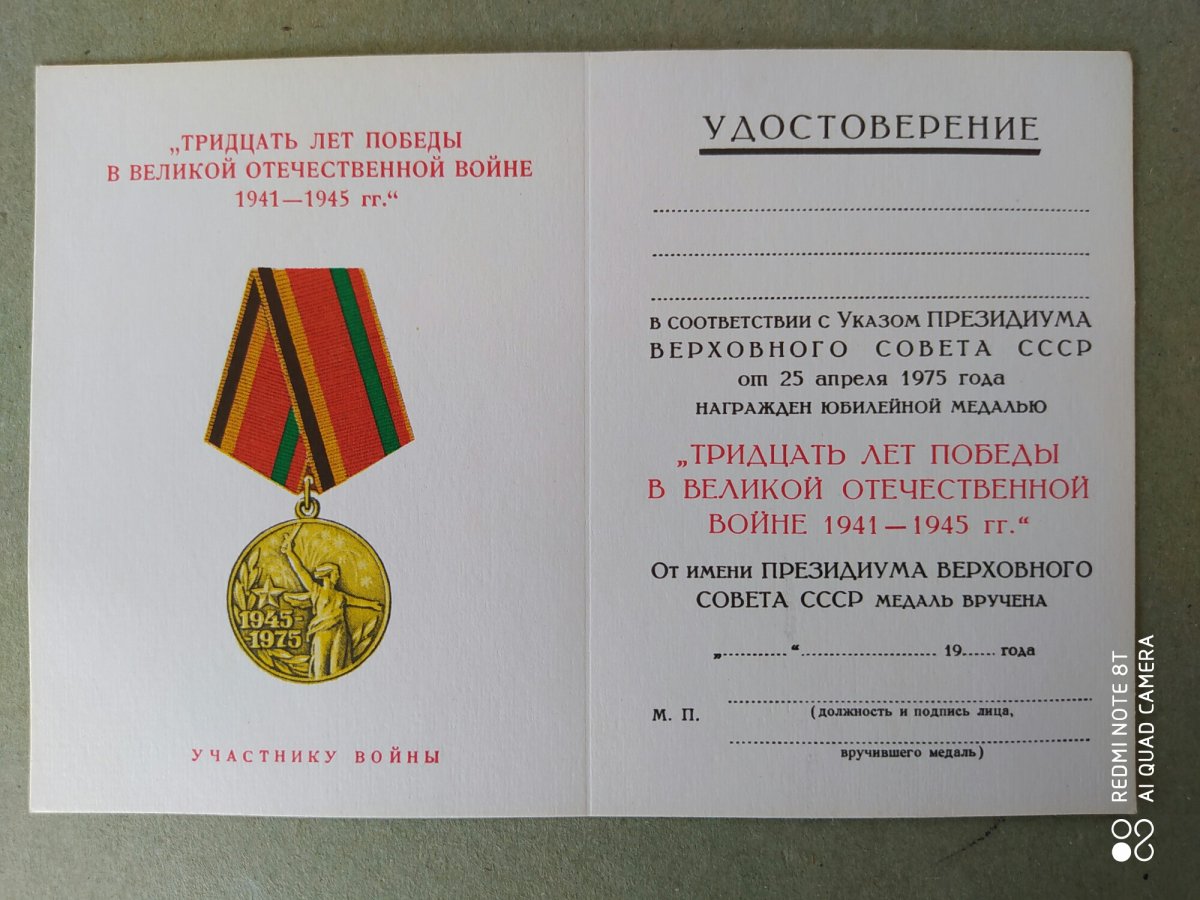 „ТРИДЦАТЬ ЛЕТ ПОБЕДЫ
В ВЕЛИКОЙ ОТЕЧЕСТВЕННОЙ ВОЙНЕ
1941—1945 гг.“
1945-
-1975
УЧАСТНИКУ ВОЙНЫ
УДОСТОВЕРЕНИЕ
В СООТВЕТСТВИИ С УКАЗОМ ПРЕЗИДИУМА
ВЕРХОВНОГО СОВЕТА СССР
от 25 апреля 1975 года
НАГРАЖДЕН ЮБИЛЕЙНОЙ МЕДАЛЬЮ
„ТРИДЦАТЬ ЛЕТ ПОБЕДЫ
В ВЕЛИКОЙ ОТЕЧЕСТВЕННОЙ
ВОЙНЕ 1941—1945 гг.“
ОТ ИМЕНИ ПРЕЗИДИУМА ВЕРХОВНОГО
СОВЕТА СССР МЕДАЛЬ ВРУЧЕНА
„...........“........................... 19...... года
М. П.
(должность и подпись лица,
вручившего медаль)
REDMI NOTE 8T
AI QUAD CAMERA